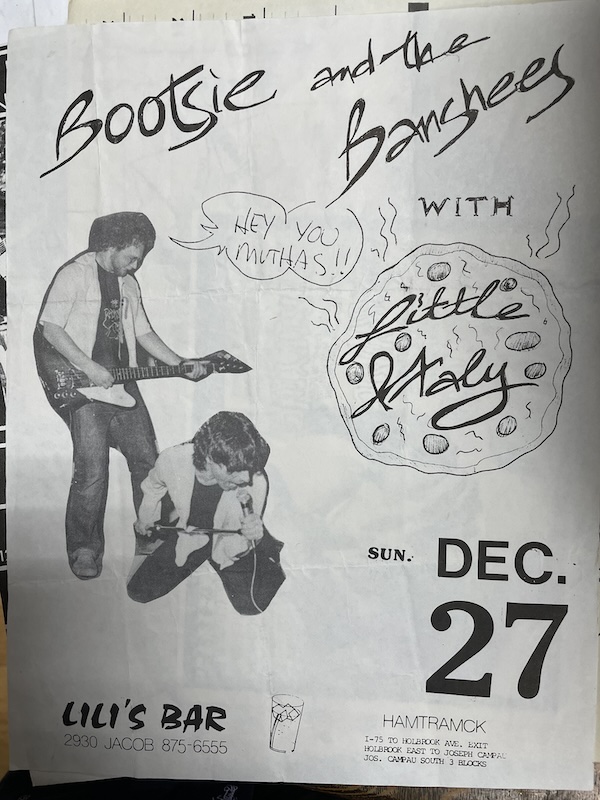 Bootsie and the
Banshees
WITH
HEY YOU
MUTHAS!!
Little
Italy
SUN. DEC.
27
LILI'S BAR
2930 JACOB 875-6555
HAMTRAMCK
I-75 TO HOLBROOK AVE. EXIT
HOLBROOK EAST TO JOSEPH CAMPAU
JOS. CAMPAU SOUTH 3 BLOCKS